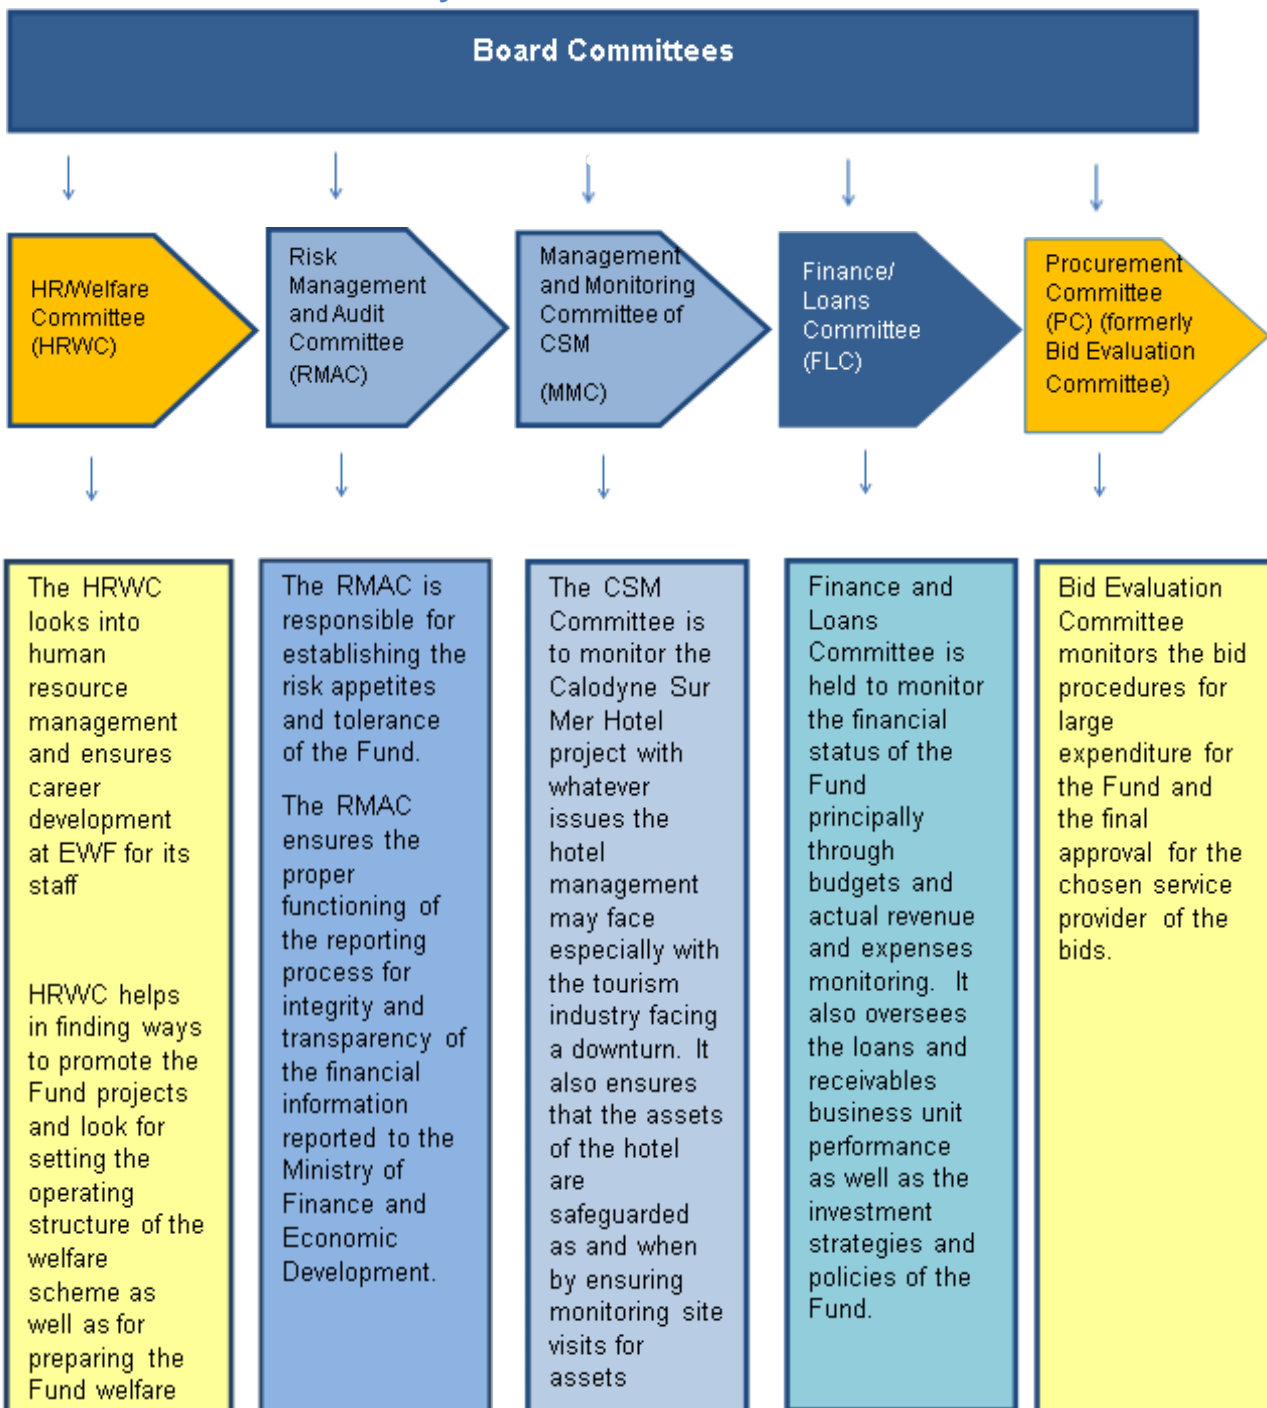 Board Committees
HR/Welfare
Committee
(HRWC)
Risk
Management
and Audit
Committee
(RMAC)
Management
and Monitoring
Committee of
CSM
(MMC)
Finance/
Loans
Committee
(FLC)
Procurement
Committee
(PC) (formerly
Bid Evaluation
Committee)
The HRWC
looks into
human
resource
management
and ensures
career
development
at EWF for its
staff
HRWC helps
in finding ways
to promote the
Fund projects
and look for
setting the
operating
structure of the
welfare
scheme as
well as for
preparing the
Fund welfare
The RMAC is
responsible for
establishing the
risk appetites
and tolerance
of the Fund.
The RMAC
ensures the
proper
functioning of
the reporting
process for
integrity and
transparency of
the financial
information
reported to the
Ministry of
Finance and
Economic
Development.
The CSM
Committee is
to monitor the
Calodyne Sur
Mer Hotel
project with
whatever
issues the
hotel
management
may face
especially with
the tourism
industry facing
a downturn. It
also ensures
that the assets
of the hotel
are
safeguarded
as and when
by ensuring
monitoring site
visits for
assets
Finance and
Loans
Committee is
held to monitor
the financial
status of the
Fund
principally
through
budgets and
actual revenue
and expenses
monitoring. It
also oversees
the loans and
receivables
business unit
performance
as well as the
investment
strategies and
policies of the
Fund.
Bid Evaluation
Committee
monitors the bid
procedures for
large
expenditure for
the Fund and
the final
approval for the
chosen service
provider of the
bids.